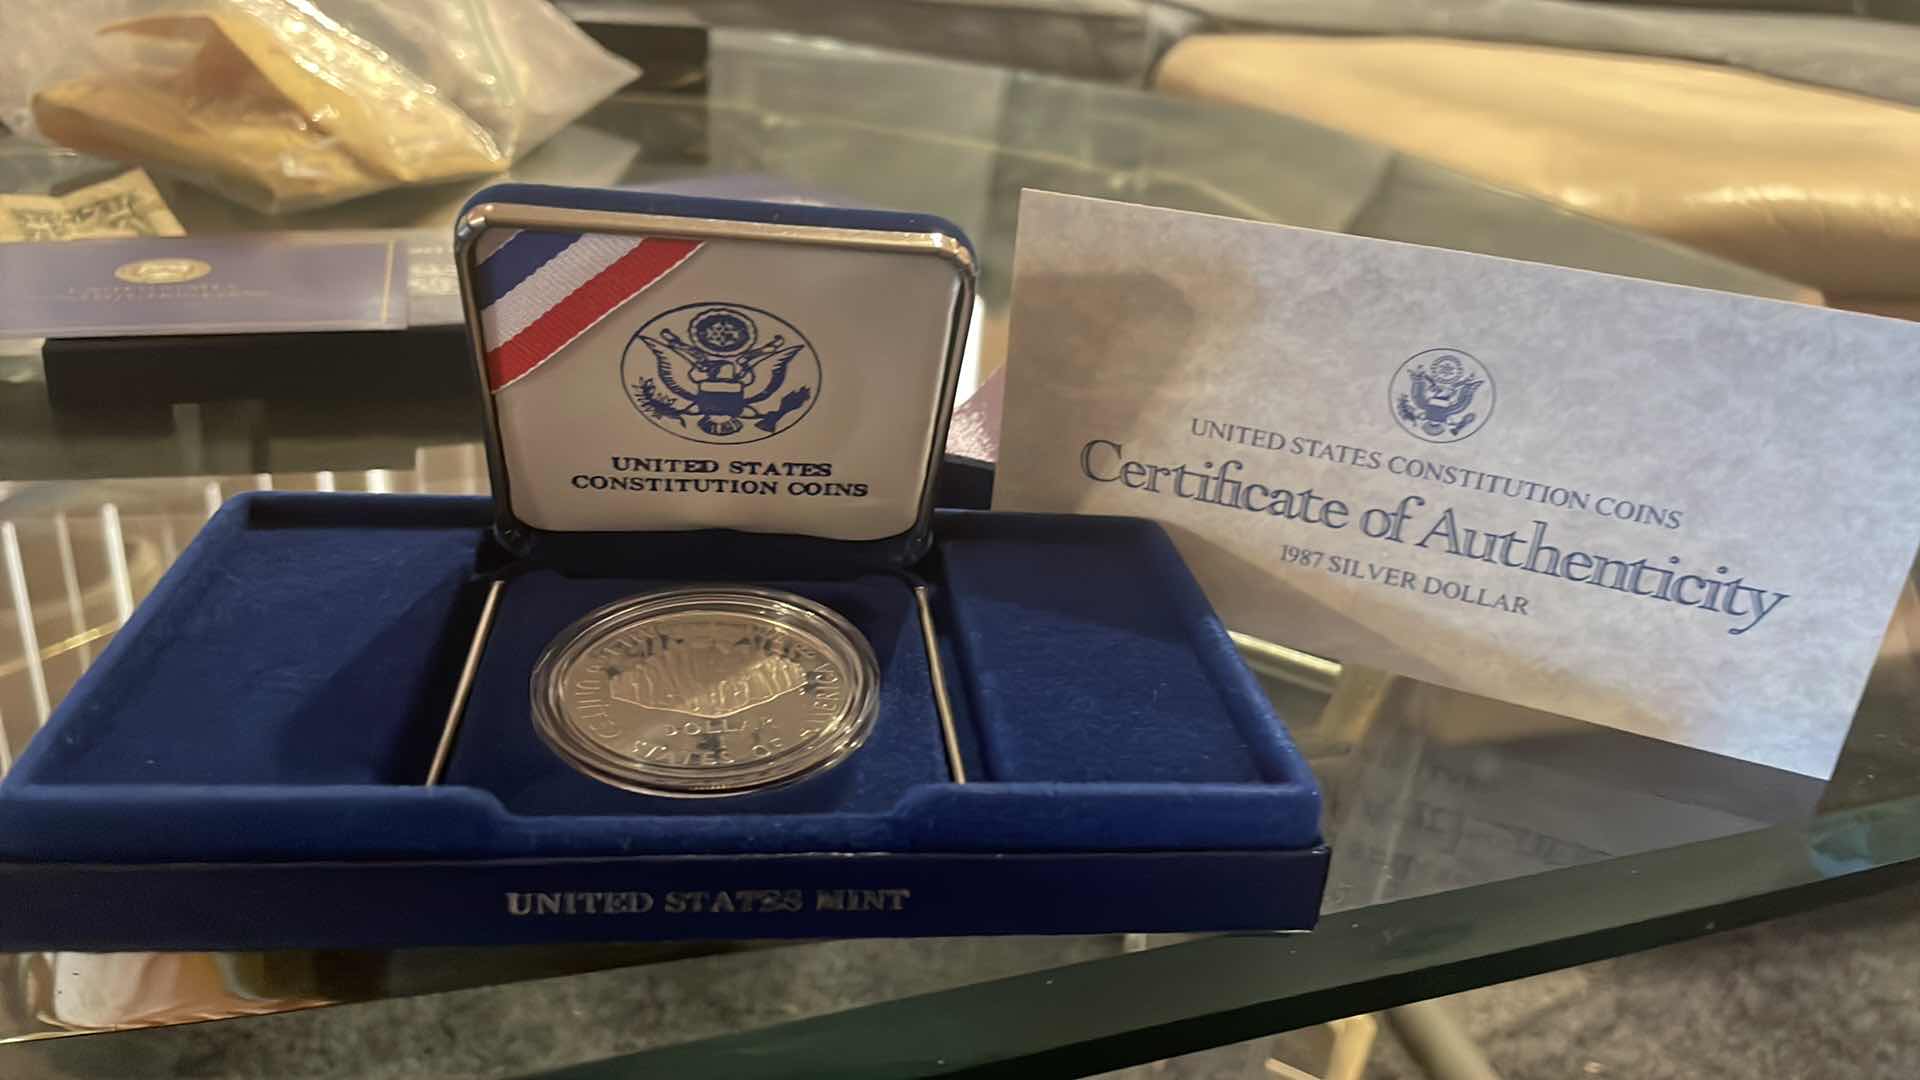 UNITED STATES
CONSTITUTION COINS
UNITED STATES CONSTITUTION COINS
Certificate of Authenticity
1987 SILVER DOLLAR
DOLLAR
STATES OF AMERICA
UNITED STATES MINT